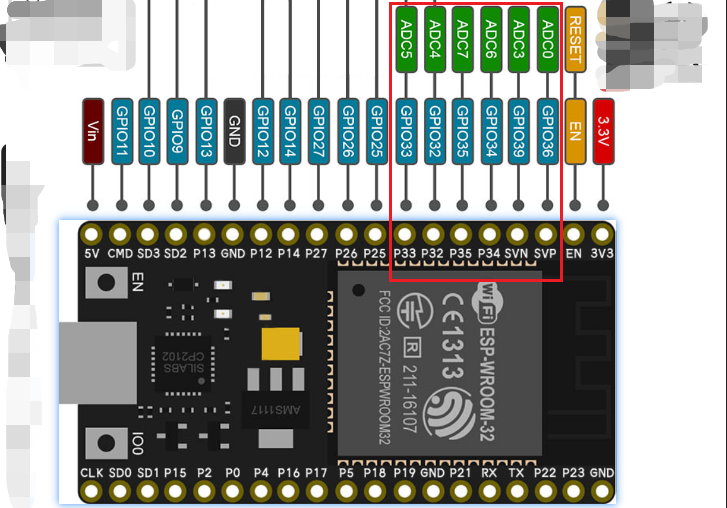 ADC5 ADC4 ADC7 ADC6 ADC3 ADC0 RESET
Vin GPIO11 GPIO10 GPIO9 GPIO13 GND GPIO12 GPIO14 GPIO27 GPIO26 GPIO25 GPIO33 GPIO32 GPIO35 GPIO34 GPIO39 GPIO36 EN 3.3V
5V CMD SD3 SD2 P13 GND P12 P14 P27 P26 P25 P33 P32 P35 P34 SVN SVP EN 3V3
EN
SILABS
CP2102
AMS1117
IO0
WiFi ESP-WROOM-32
CE1313
R 211-16107
FCC ID:2AC7Z-ESPWROOM32
CLK SD0 SD1 P15 P2 P0 P4 P16 P17 P5 P18 P19 GND P21 RX TX P22 P23 GND